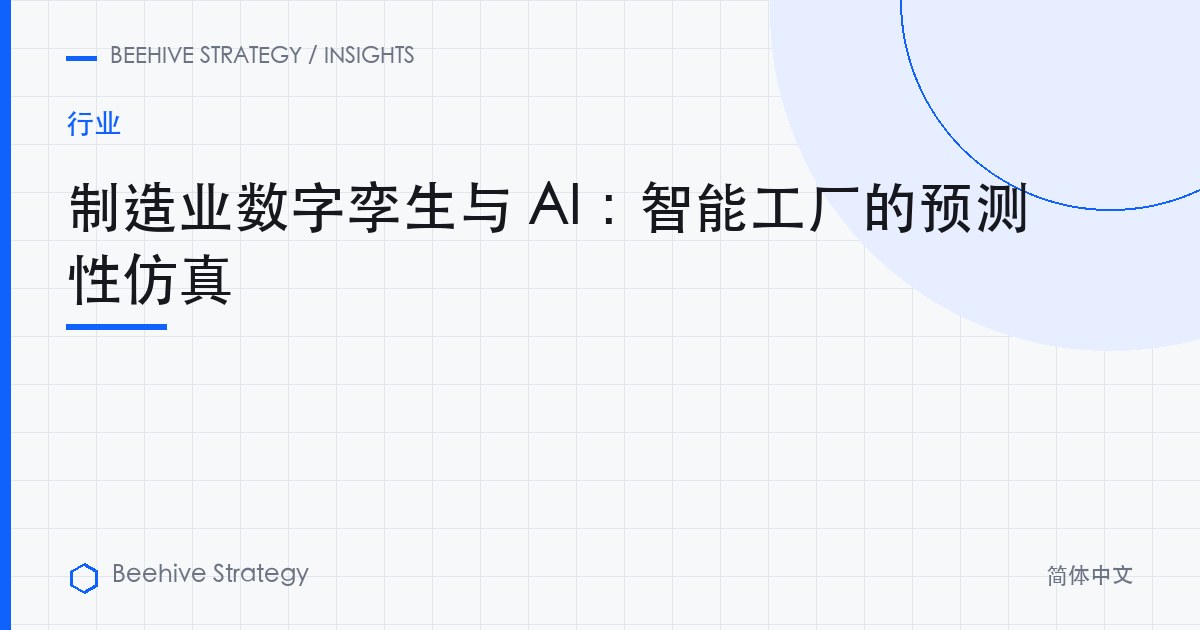 BEEHIVE STRATEGY / INSIGHTS
行业
制造业数字孪生与 AI：智能工厂的预测
性仿真
Beehive Strategy
简体中文